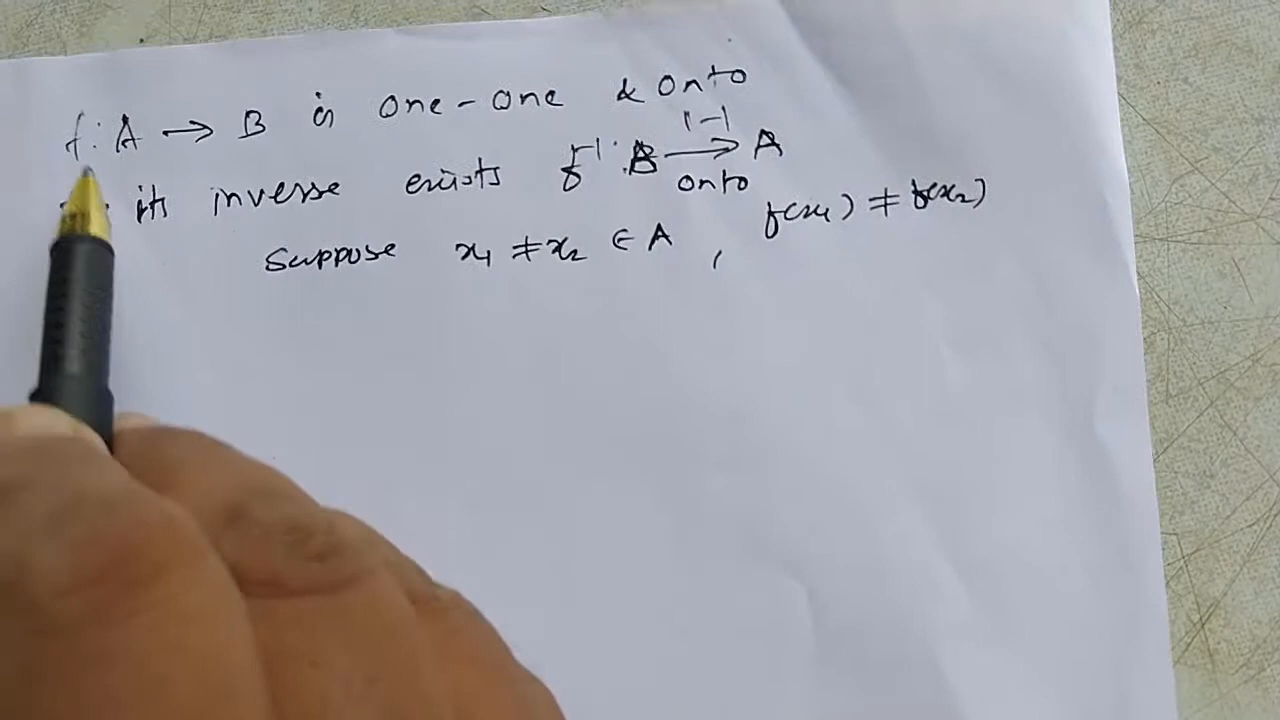 f: A → B is one-one & onto
its inverse exists f⁻¹: B 1-1→ onto A
Suppose x₁ ≠ x₂ ∈ A, f(x₁) ≠ f(x₂)